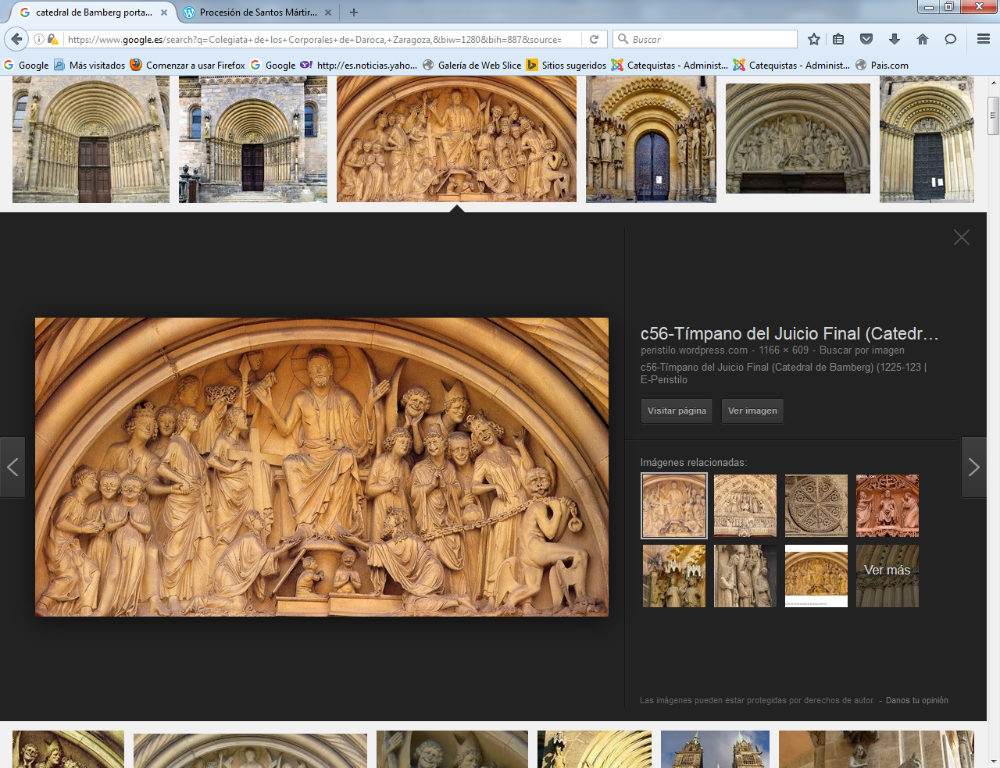 catedral de Bamberg porta...
Procesión de Santos Mártir...
https://www.google.es/search?q=Colegiata+de+los+Corporales+de+Daroca,+Zaragoza,&biw=1280&bih=887&source=
Buscar
Google
Más visitados
Comenzar a usar Firefox
Google
http://es.noticias.yaho...
Galería de Web Slice
Sitios sugeridos
Catequistas - Administ...
Catequistas - Administ...
Pais.com
c56-Tímpano del Juicio Final (Catedr...
peristilo.wordpress.com - 1166 × 609 - Buscar por imagen
c56-Tímpano del Juicio Final (Catedral de Bamberg) (1225-123 |
E-Peristilo
Visitar página
Ver imagen
Imágenes relacionadas:
Ver más
Las imágenes pueden estar protegidas por derechos de autor. - Danos tu opinión